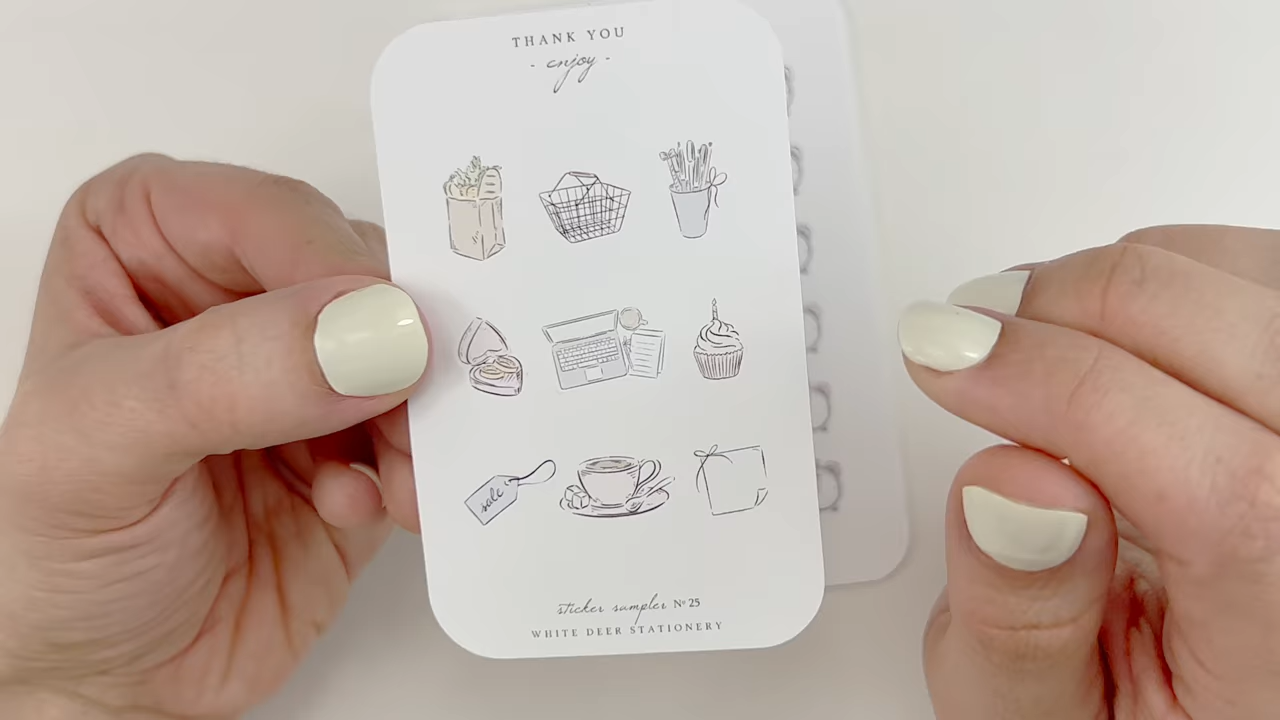 THANK YOU
- enjoy -
sale
sticker sampler Nº 25
WHITE DEER STATIONERY